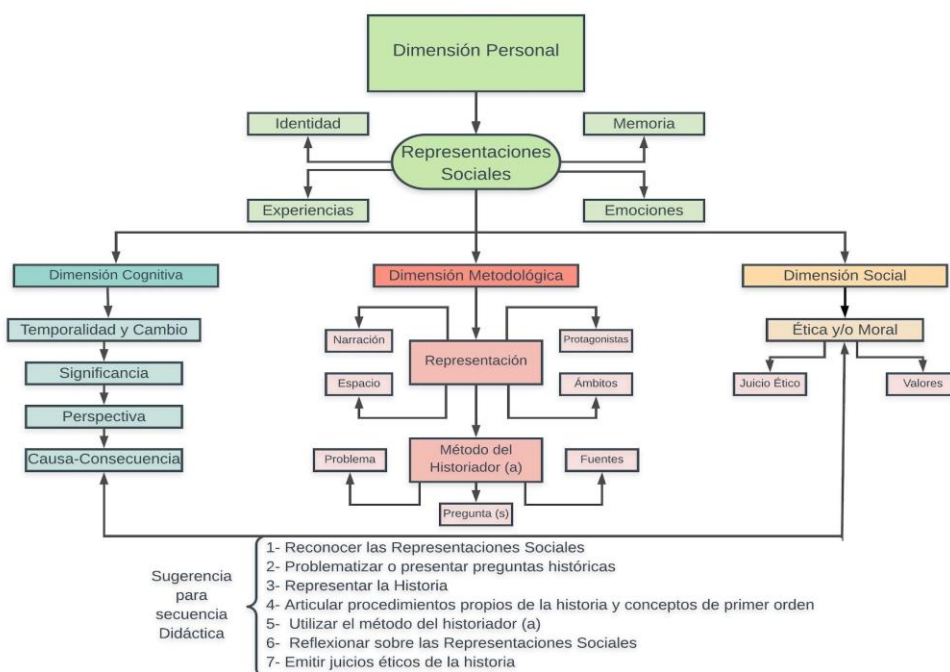 Dimensión Personal
Identidad
Memoria
Representaciones
Sociales
Experiencias
Emociones
Dimensión Cognitiva
Dimensión Metodológica
Dimensión Social
Temporalidad y Cambio
Narración
Protagonistas
Ética y/o Moral
Representación
Significancia
Espacio
Ámbitos
Juicio Ético
Valores
Perspectiva
Causa-Consecuencia
Problema
Método del
Historiador (a)
Fuentes
Pregunta (s)
Sugerencia
para
secuencia
Didáctica
1- Reconocer las Representaciones Sociales
2- Problematizar o presentar preguntas históricas
3- Representar la Historia
4- Articular procedimientos propios de la historia y conceptos de primer orden
5- Utilizar el método del historiador (a)
6- Reflexionar sobre las Representaciones Sociales
7- Emitir juicios éticos de la historia